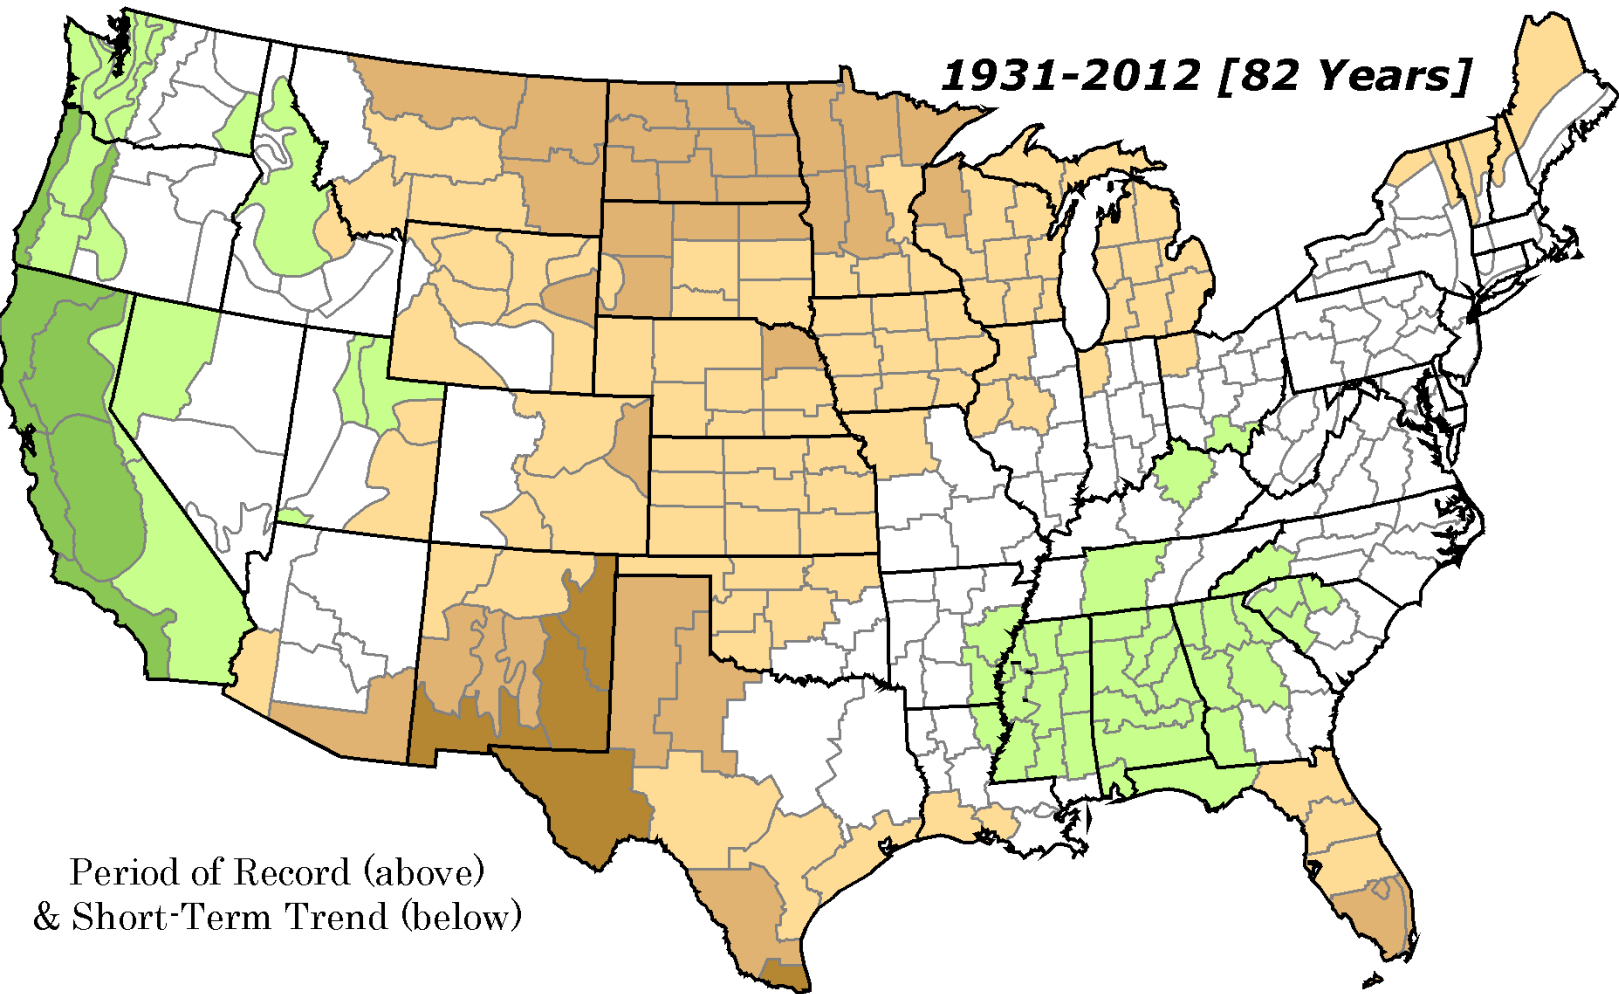 1931-2012 [82 Years]
Period of Record (above)
& Short-Term Trend (below)